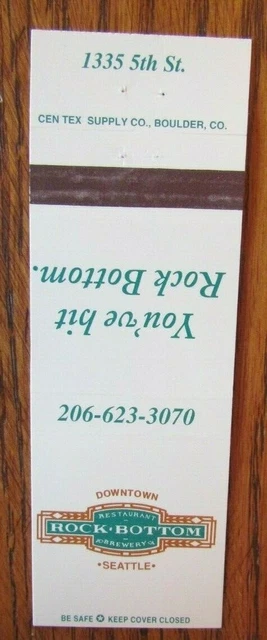 1335 5th St.
CEN TEX SUPPLY CO., BOULDER, CO.
You've hit
Rock Bottom.
206-623-3070
DOWNTOWN
RESTAURANT
ROCK·BOTTOM
BREWERY
•SEATTLE•
BE SAFE ✪ KEEP COVER CLOSED